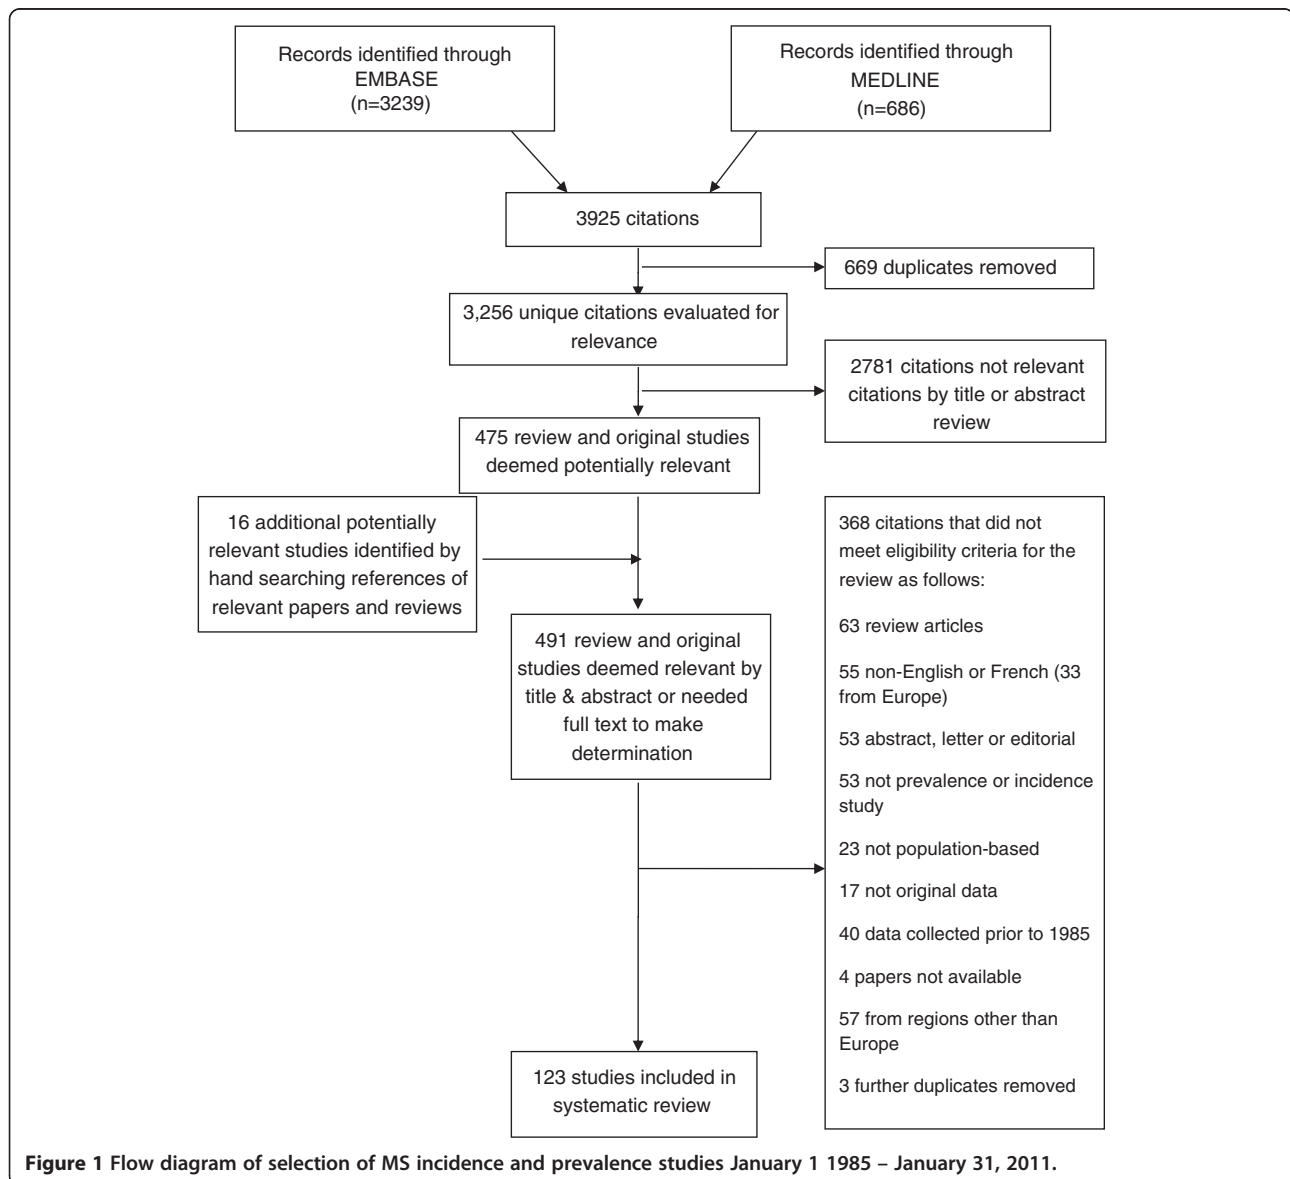 Records identified through
EMBASE
(n=3239)
Records identified through
MEDLINE
(n=686)
3925 citations
669 duplicates removed
3,256 unique citations evaluated for
relevance
2781 citations not relevant
citations by title or abstract
review
475 review and original studies
deemed potentially relevant
16 additional potentially
relevant studies identified by
hand searching references of
relevant papers and reviews
491 review and original
studies deemed relevant by
title & abstract or needed
full text to make
determination
368 citations that did not
meet eligibility criteria for the
review as follows:
63 review articles
55 non-English or French (33
from Europe)
53 abstract, letter or editorial
53 not prevalence or incidence
study
23 not population-based
17 not original data
40 data collected prior to 1985
4 papers not available
57 from regions other than
Europe
3 further duplicates removed
123 studies included in
systematic review
Figure 1 Flow diagram of selection of MS incidence and prevalence studies January 1 1985 – January 31, 2011.